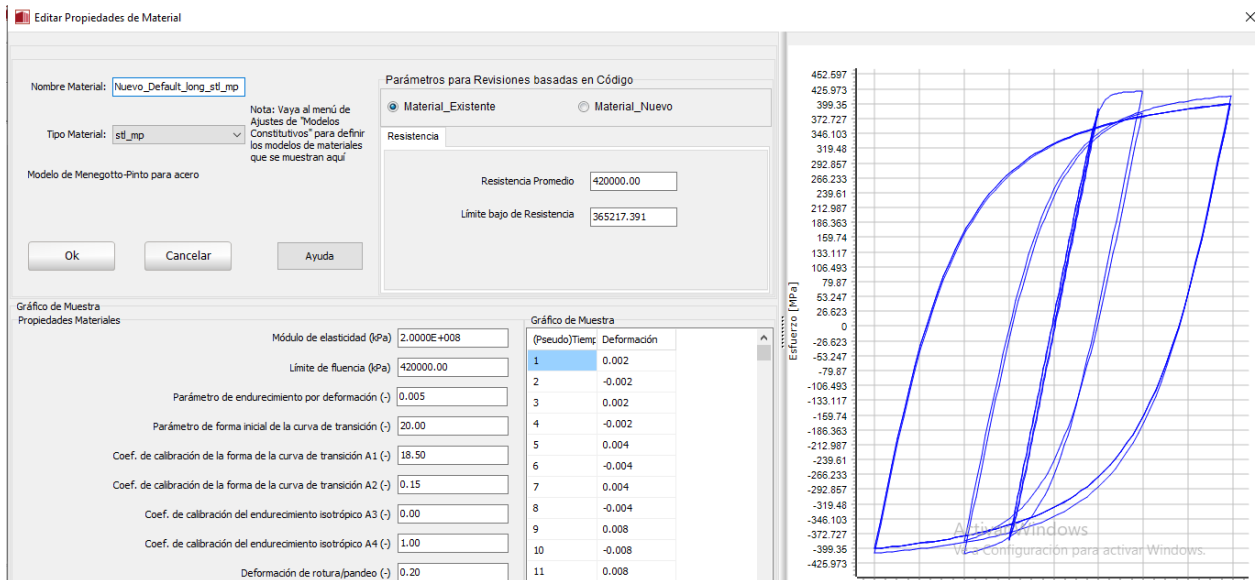 Editar Propiedades de Material
Nombre Material:
Nuevo_Default_long_stl_mp
Tipo Material:
stl_mp
Nota: Vaya al menú de
Ajustes de "Modelos
Constitutivos" para definir
los modelos de materiales
que se muestran aquí
Modelo de Menegotto-Pinto para acero
Ok
Cancelar
Ayuda
Parámetros para Revisiones basadas en Código
Material_Existente
Material_Nuevo
Resistencia
Resistencia Promedio
420000.00
Límite bajo de Resistencia
365217.391
Gráfico de Muestra
Propiedades Materiales
Módulo de elasticidad (kPa)
2.0000E+008
Límite de fluencia (kPa)
420000.00
Parámetro de endurecimiento por deformación (-)
0.005
Parámetro de forma inicial de la curva de transición (-)
20.00
Coef. de calibración de la forma de la curva de transición A1 (-)
18.50
Coef. de calibración de la forma de la curva de transición A2 (-)
0.15
Coef. de calibración del endurecimiento isotrópico A3 (-)
0.00
Coef. de calibración del endurecimiento isotrópico A4 (-)
1.00
Deformación de rotura/pandeo (-)
0.20
Gráfico de Muestra
(Pseudo)Tiemp Deformación
1 0.002
2 -0.002
3 0.002
4 -0.002
5 0.004
6 -0.004
7 0.004
8 -0.004
9 0.008
10 -0.008
11 0.008
Esfuerzo [MPa]
452.597
425.973
399.35
372.727
346.103
319.48
292.857
266.233
239.61
212.987
186.363
159.74
133.117
106.493
79.87
53.247
26.623
0
-26.623
-53.247
-79.87
-106.493
-133.117
-159.74
-186.363
-212.987
-239.61
-266.233
-292.857
-319.48
-346.103
-372.727
-399.35
-425.973
Activar Windows
Ve a Configuración para activar Windows.